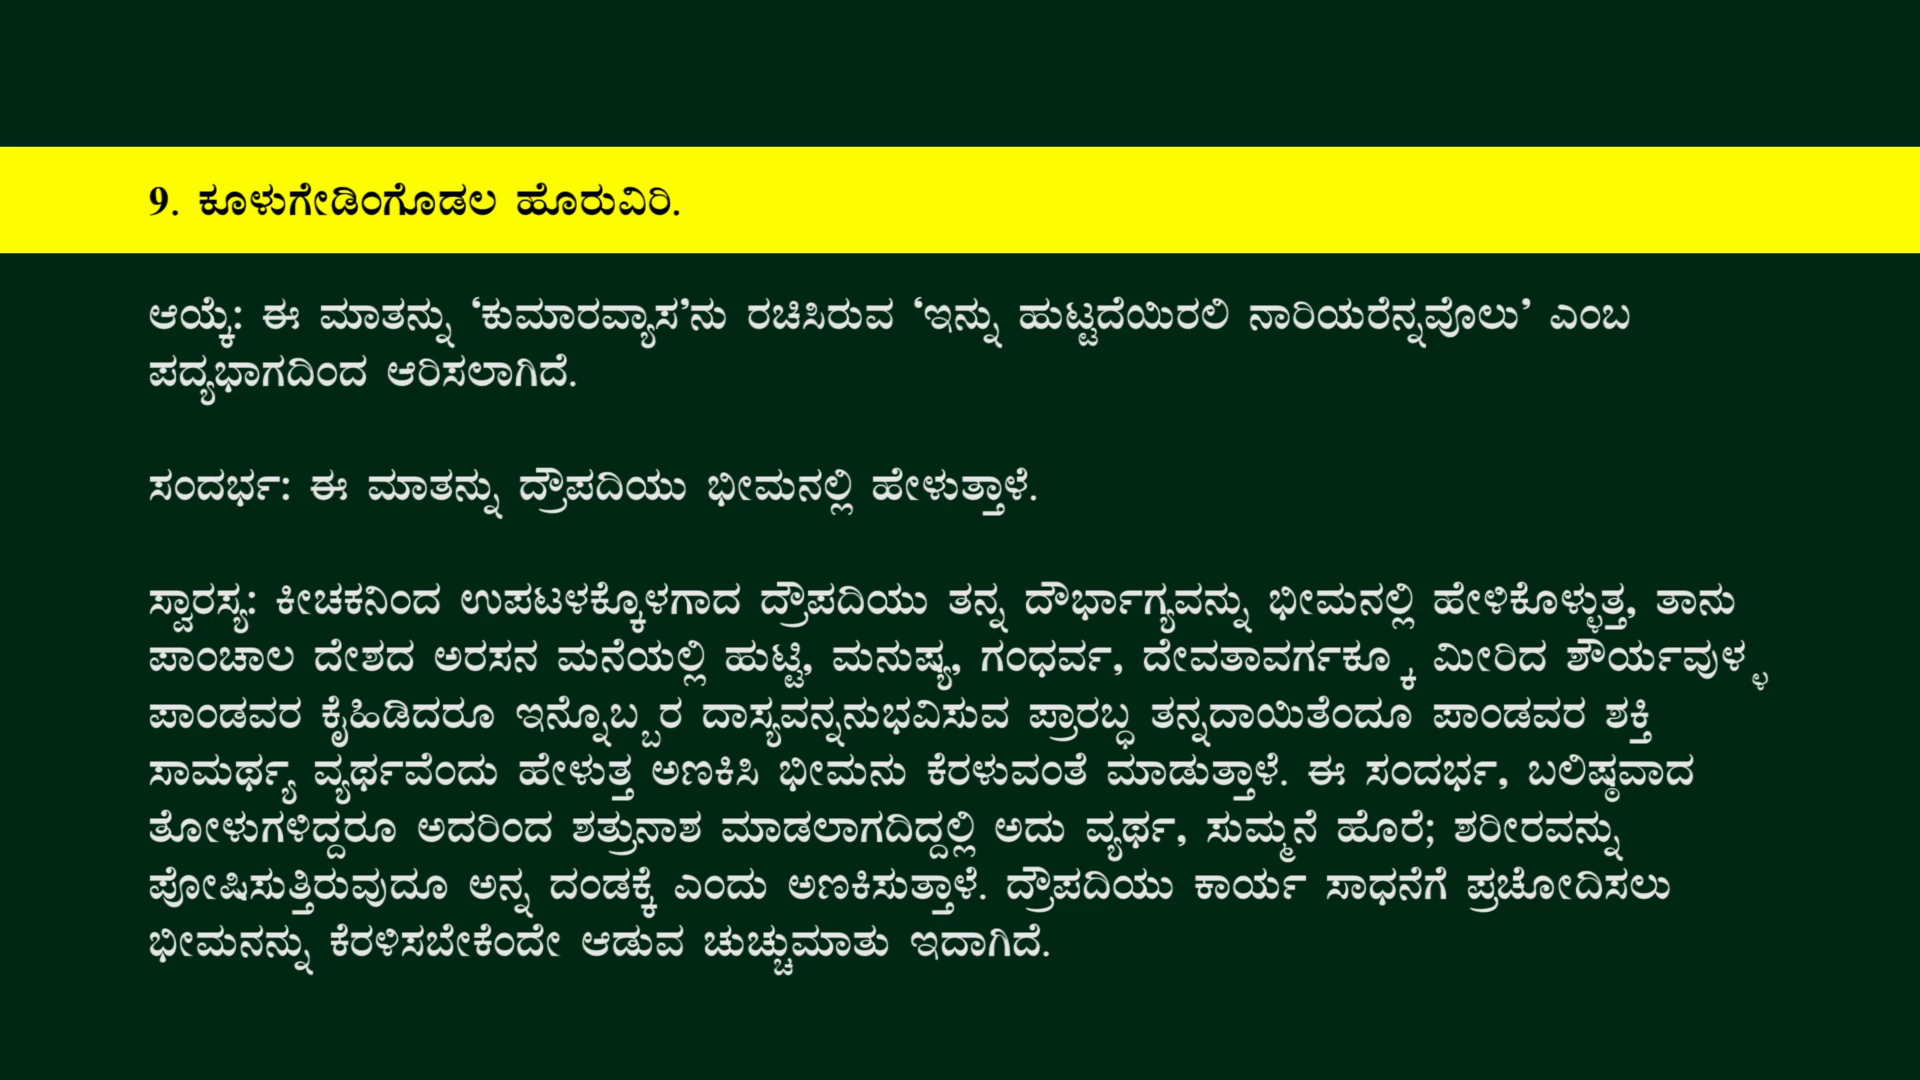 9. ಕೂಳುಗೇಡಿಂಗೊಡಲ ಹೊರುವಿರಿ.
ಆಯ್ಕೆ: ಈ ಮಾತನ್ನು ‘ಕುಮಾರವ್ಯಾಸ’ನು ರಚಿಸಿರುವ ‘ಇನ್ನು ಹುಟ್ಟದೆಯಿರಲಿ ನಾರಿಯರೆನ್ನವೊಲು’ ಎಂಬ
ಪದ್ಯಭಾಗದಿಂದ ಆರಿಸಲಾಗಿದೆ.
ಸಂದರ್ಭ: ಈ ಮಾತನ್ನು ದ್ರೌಪದಿಯು ಭೀಮನಲ್ಲಿ ಹೇಳುತ್ತಾಳೆ.
ಸ್ವಾರಸ್ಯ: ಕೀಚಕನಿಂದ ಉಪಟಳಕ್ಕೊಳಗಾದ ದ್ರೌಪದಿಯು ತನ್ನ ದೌರ್ಭಾಗ್ಯವನ್ನು ಭೀಮನಲ್ಲಿ ಹೇಳಿಕೊಳ್ಳುತ್ತ, ತಾನು
ಪಾಂಚಾಲ ದೇಶದ ಅರಸನ ಮನೆಯಲ್ಲಿ ಹುಟ್ಟಿ, ಮನುಷ್ಯ, ಗಂಧರ್ವ, ದೇವತಾವರ್ಗಕ್ಕೂ ಮೀರಿದ ಶೌರ್ಯವುಳ್ಳ
ಪಾಂಡವರ ಕೈಹಿಡಿದರೂ ಇನ್ನೊಬ್ಬರ ದಾಸ್ಯವನ್ನನುಭವಿಸುವ ಪ್ರಾರಬ್ಧ ತನ್ನದಾಯಿತೆಂದೂ ಪಾಂಡವರ ಶಕ್ತಿ
ಸಾಮರ್ಥ್ಯ ವ್ಯರ್ಥವೆಂದು ಹೇಳುತ್ತ ಅಣಕಿಸಿ ಭೀಮನು ಕೆರಳುವಂತೆ ಮಾಡುತ್ತಾಳೆ. ಈ ಸಂದರ್ಭ, ಬಲಿಷ್ಠವಾದ
ತೋಳುಗಳಿದ್ದರೂ ಅದರಿಂದ ಶತ್ರುನಾಶ ಮಾಡಲಾಗದಿದ್ದಲ್ಲಿ ಅದು ವ್ಯರ್ಥ, ಸುಮ್ಮನೆ ಹೊರೆ; ಶರೀರವನ್ನು
ಪೋಷಿಸುತ್ತಿರುವುದೂ ಅನ್ನ ದಂಡಕ್ಕೆ ಎಂದು ಅಣಕಿಸುತ್ತಾಳೆ. ದ್ರೌಪದಿಯು ಕಾರ್ಯ ಸಾಧನೆಗೆ ಪ್ರಚೋದಿಸಲು
ಭೀಮನನ್ನು ಕೆರಳಿಸಬೇಕೆಂದೇ ಆಡುವ ಚುಚ್ಚುಮಾತು ಇದಾಗಿದೆ.